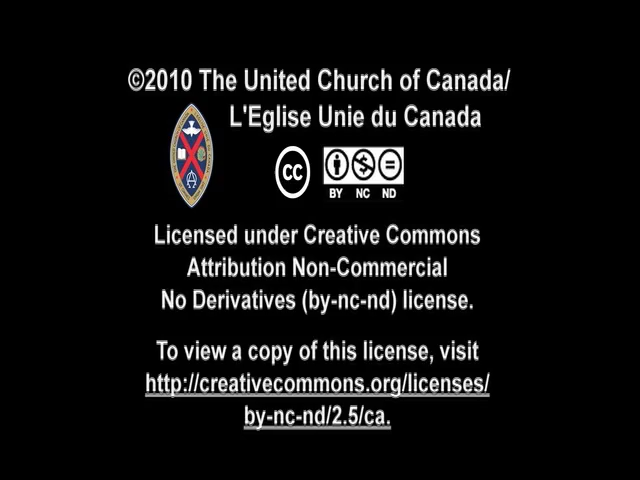 ©2010 The United Church of Canada/
L'Eglise Unie du Canada
cc
BY NC ND
Licensed under Creative Commons
Attribution Non-Commercial
No Derivatives (by-nc-nd) license.
To view a copy of this license, visit
http://creativecommons.org/licenses/
by-nc-nd/2.5/ca.